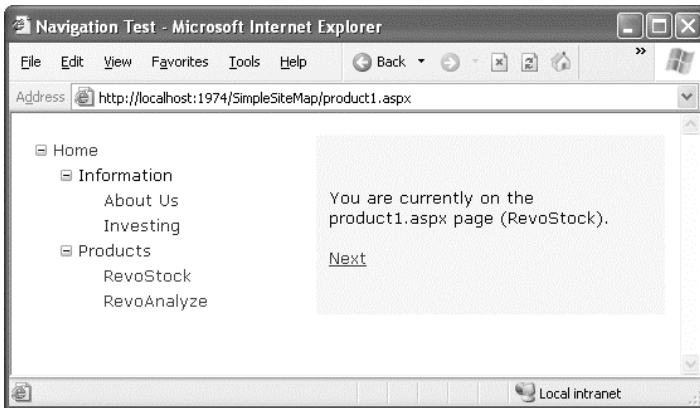 Navigation Test - Microsoft Internet Explorer
File Edit View Favorites Tools Help Back »
Address http://localhost:1974/SimpleSiteMap/product1.aspx
Home
Information
About Us
Investing
Products
RevoStock
RevoAnalyze
You are currently on the
product1.aspx page (RevoStock).
Next
Local intranet